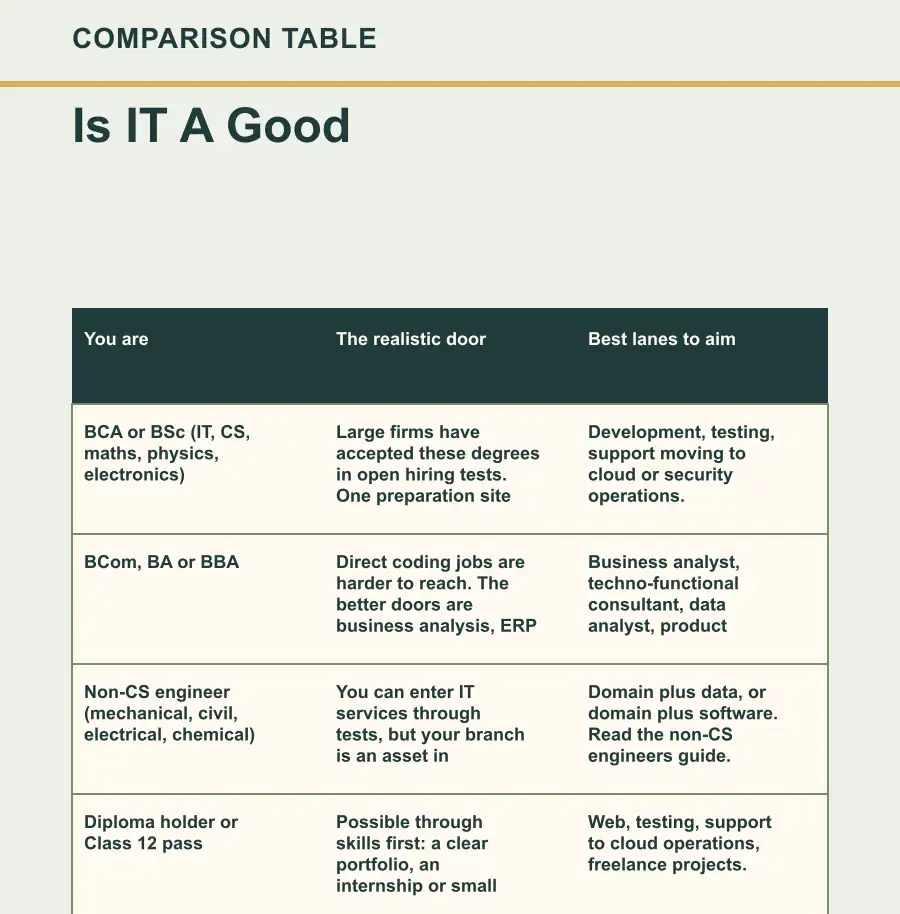 COMPARISON TABLE
Is IT A Good
You are
The realistic door
Best lanes to aim
BCA or BSc (IT, CS,
maths, physics,
electronics)
Large firms have
accepted these degrees
in open hiring tests.
One preparation site
Development, testing,
support moving to
cloud or security
operations.
BCom, BA or BBA
Direct coding jobs are
harder to reach. The
better doors are
business analysis, ERP
Business analyst,
techno-functional
consultant, data
analyst, product
Non-CS engineer
(mechanical, civil,
electrical, chemical)
You can enter IT
services through
tests, but your branch
is an asset in
Domain plus data, or
domain plus software.
Read the non-CS
engineers guide.
Diploma holder or
Class 12 pass
Possible through
skills first: a clear
portfolio, an
internship or small
Web, testing, support
to cloud operations,
freelance projects.